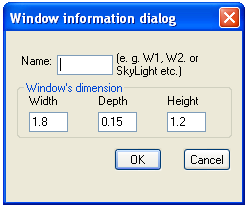 Window information dialog
Name: (e. g. W1, W2. or
SkyLight etc.)
Window's dimension
Width Depth Height
1.8 0.15 1.2
OK Cancel